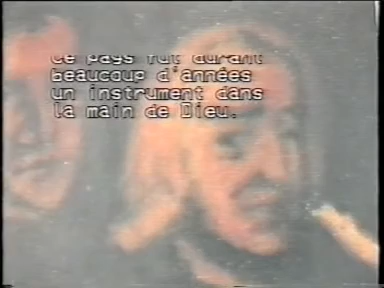 Ce pays fut durant
beaucoup d'années
un instrument dans
la main de Dieu.